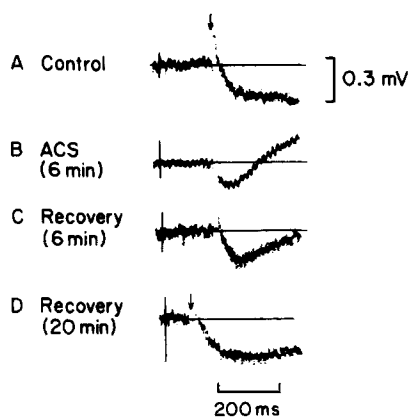 A Control
0.3 mV
B ACS
(6 min)
C Recovery
(6 min)
D Recovery
(20 min)
200 ms